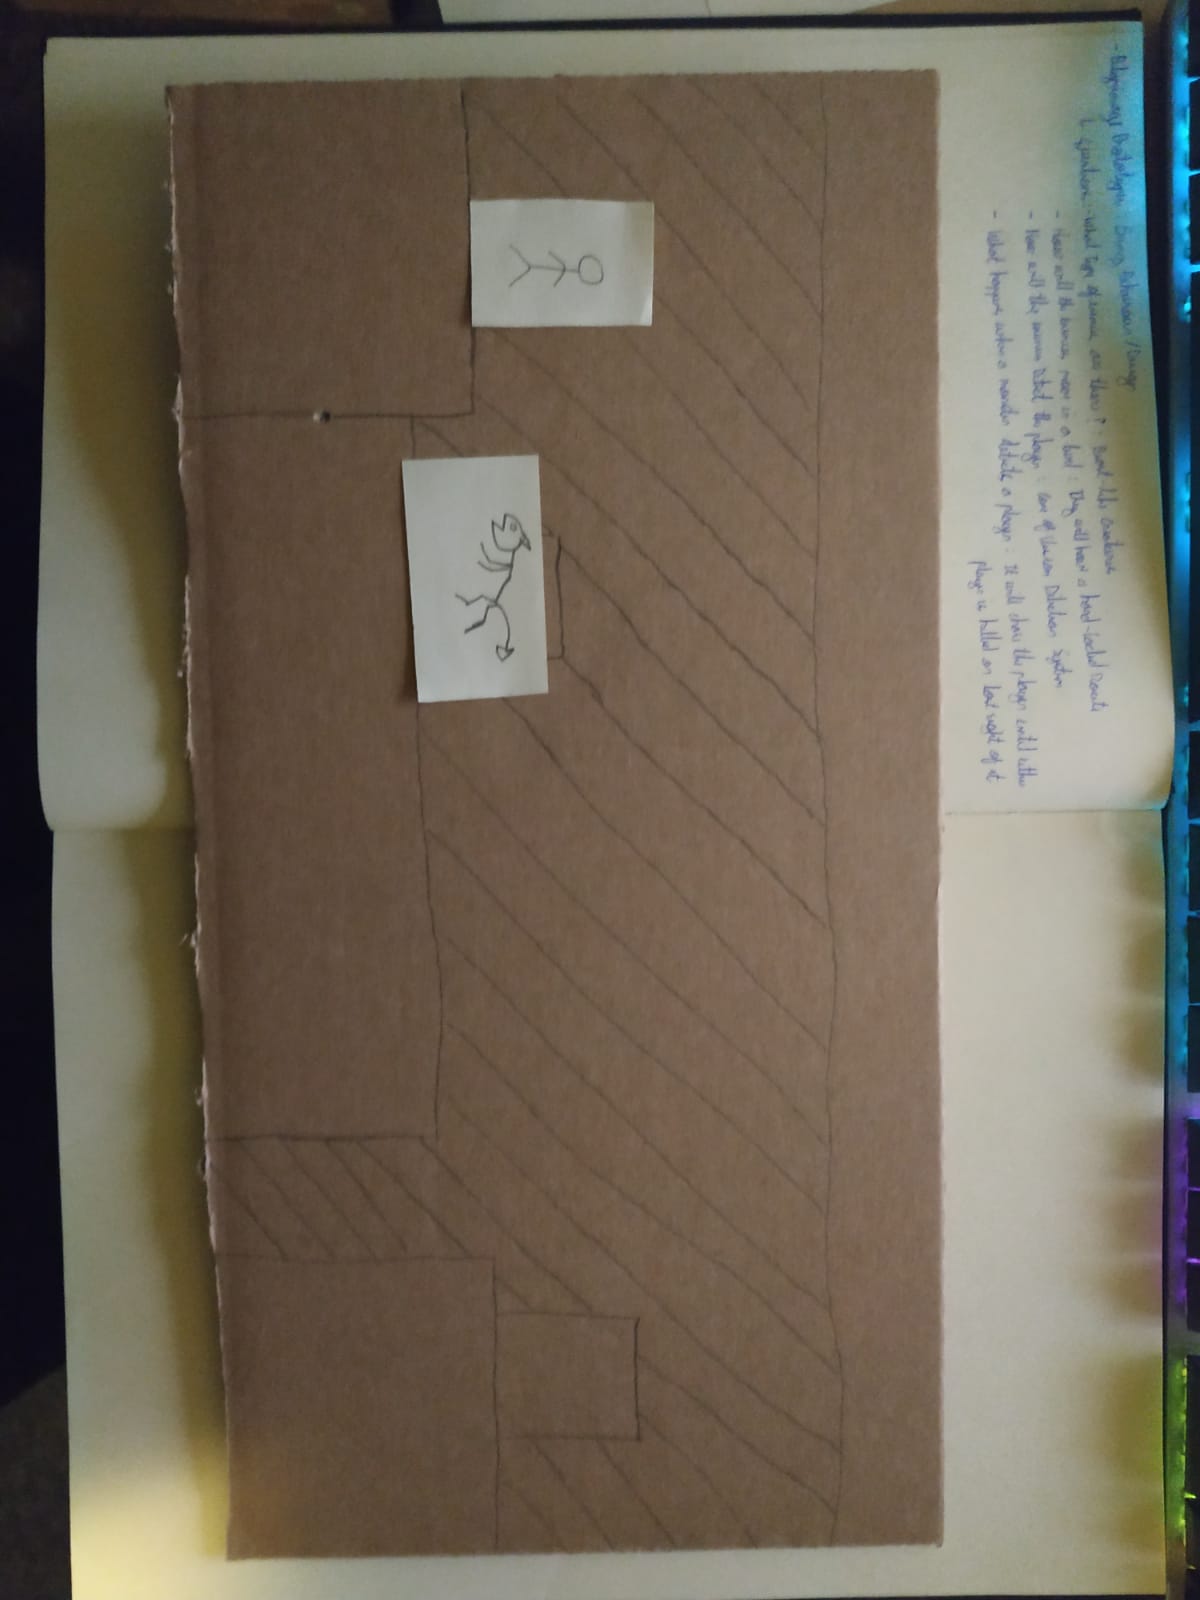 - Pilgrimage Prototypes : Enemy Behaviour / Design
Questions : - What type of enemies are there? : Beast-like Creatures
- How will the enemies move in a level : They will have a hard-coded Route
- How will the enemies detect the player : Cone of Vision Detection System
- What happens when a monster detects a player : It will chase the player until either
player is killed or lost sight of it